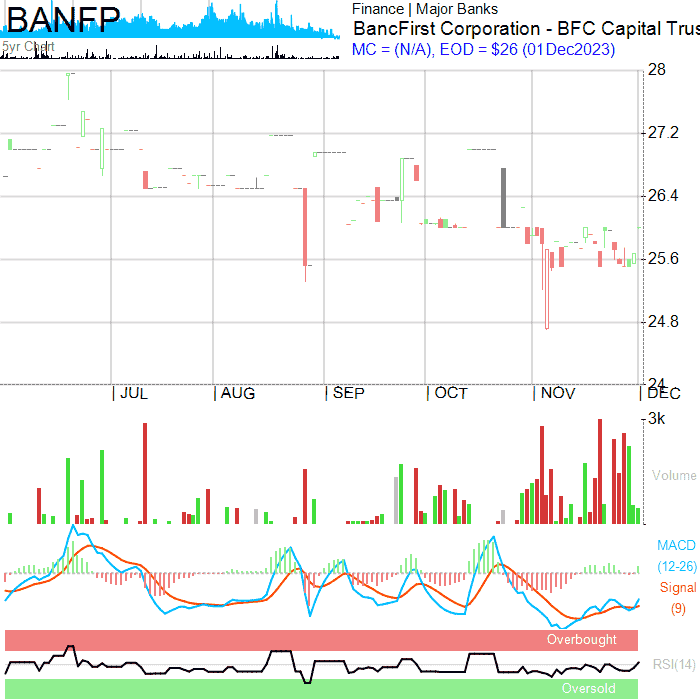 BANFP
5yr Chart
Finance | Major Banks
BancFirst Corporation - BFC Capital Trus
MC = (N/A), EOD = $26 (01Dec2023)
28
27.2
26.4
25.6
24.8
24
JUL AUG SEP OCT NOV DEC
3k
Volume
MACD
(12-26)
Signal
(9)
Overbought
RSI(14)
Oversold